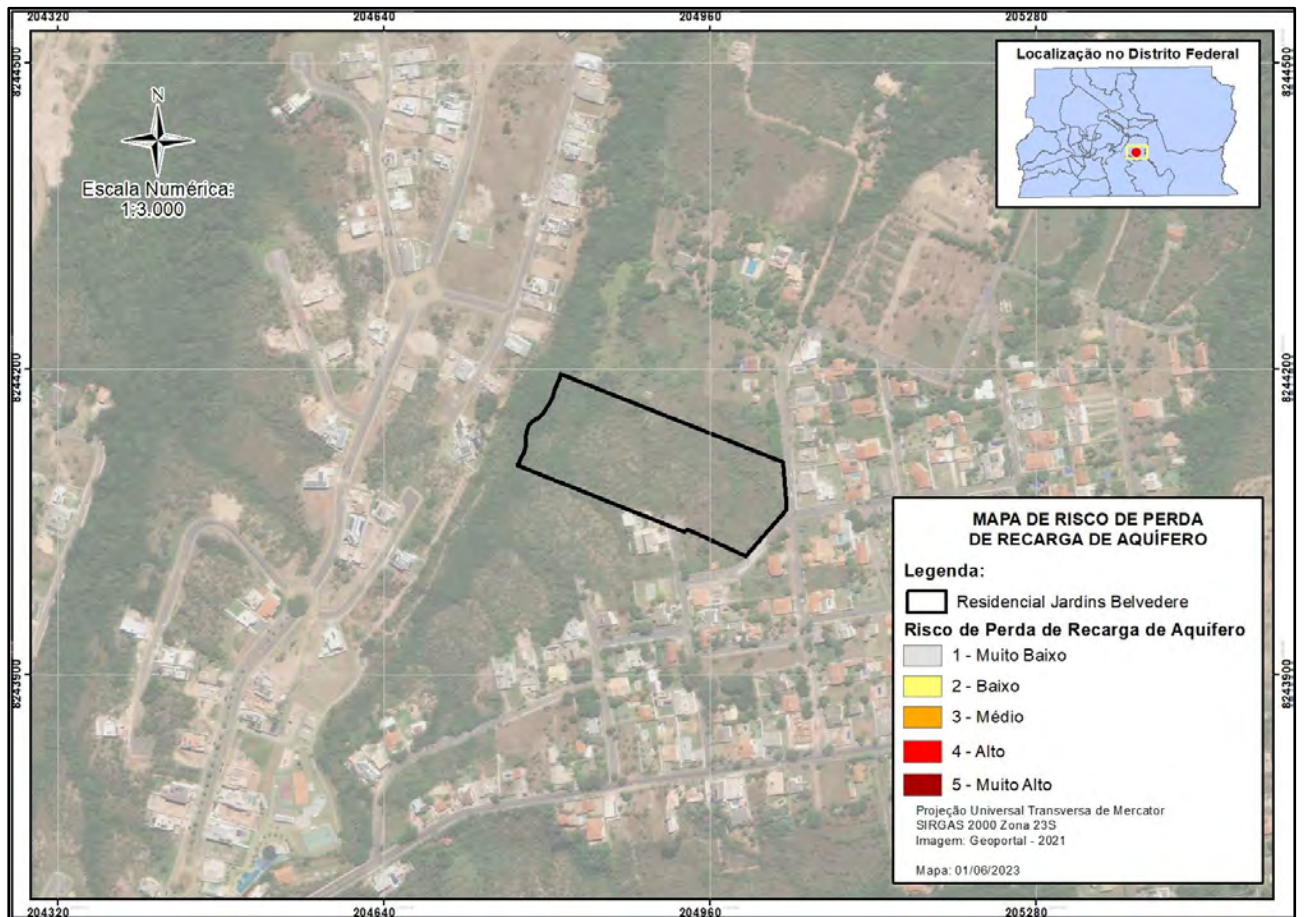 204320
204640
204960
205280
8244500
8244500
Localização no Distrito Federal
N
Escala Numérica:
1:3.000
8244200
8244200
MAPA DE RISCO DE PERDA
DE RECARGA DE AQUÍFERO
Legenda:
Residencial Jardins Belvedere
Risco de Perda de Recarga de Aquífero
1 - Muito Baixo
2 - Baixo
3 - Médio
4 - Alto
5 - Muito Alto
Projeção Universal Transversa de Mercator
SIRGAS 2000 Zona 23S
Imagem: Geoportal - 2021
Mapa: 01/06/2023
8243900
8243900
204320
204640
204960
205280